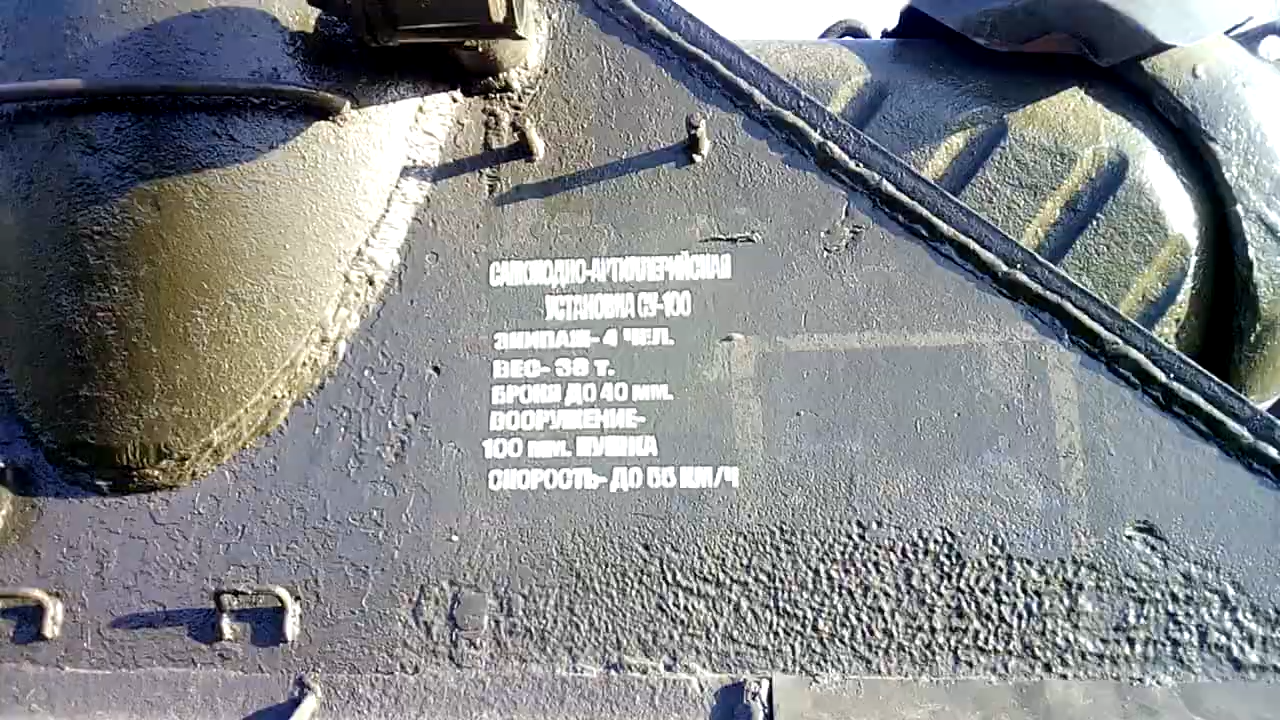 САМОХОДНО-АРТИЛЛЕРИЙСКАЯ
УСТАНОВКА СУ-100
ЭКИПАЖ- 4 ЧЕЛ.
ВЕС- 38 т.
БРОНЯ ДО 40 мм.
ВООРУЖЕНИЕ-
100 мм. ПУШКА
СКОРОСТЬ- ДО 55 КМ/Ч